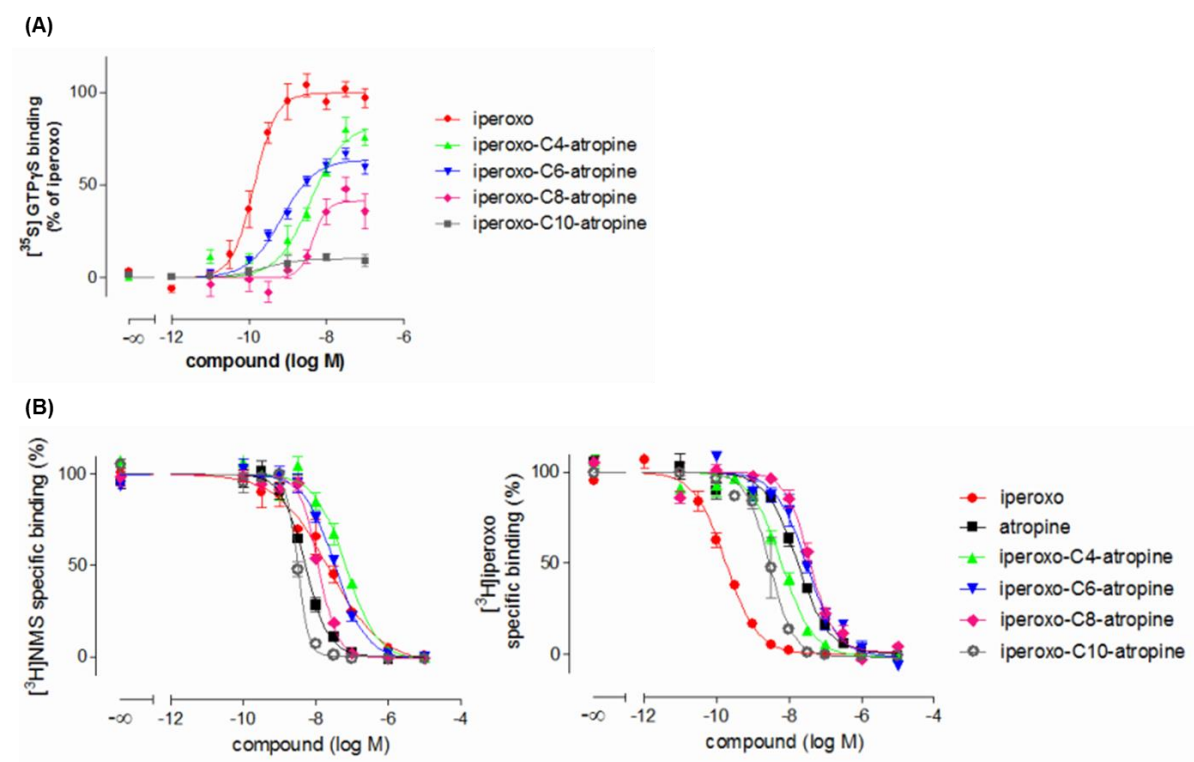 (A)
[³⁵S] GTPγS binding
(% of iperoxo)
100
50
0
-∞ -12 -10 -8 -6
compound (log M)
iperoxo
iperoxo-C4-atropine
iperoxo-C6-atropine
iperoxo-C8-atropine
iperoxo-C10-atropine
(B)
[³H]NMS specific binding (%)
100
50
0
-∞ -12 -10 -8 -6 -4
compound (log M)
[³H]iperoxo
specific binding (%)
100
50
0
-∞ -12 -10 -8 -6 -4
compound (log M)
iperoxo
atropine
iperoxo-C4-atropine
iperoxo-C6-atropine
iperoxo-C8-atropine
iperoxo-C10-atropine